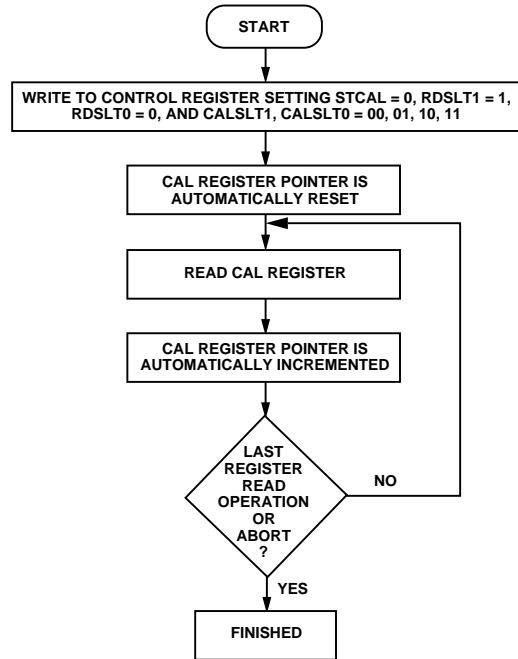 START
WRITE TO CONTROL REGISTER SETTING STCAL = 0, RDSLT1 = 1,
RDSLT0 = 0, AND CALSLT1, CALSLT0 = 00, 01, 10, 11
CAL REGISTER POINTER IS
AUTOMATICALLY RESET
READ CAL REGISTER
CAL REGISTER POINTER IS
AUTOMATICALLY INCREMENTED
LAST
REGISTER
READ
OPERATION
OR
ABORT
?
NO
YES
FINISHED